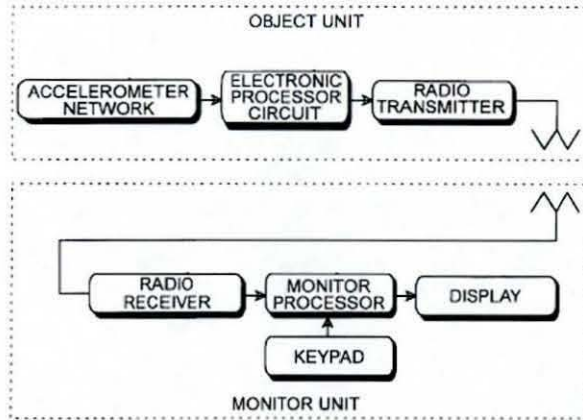 OBJECT UNIT
ACCELEROMETER
NETWORK
ELECTRONIC
PROCESSOR
CIRCUIT
RADIO
TRANSMITTER
RADIO
RECEIVER
MONITOR
PROCESSOR
DISPLAY
KEYPAD
MONITOR UNIT